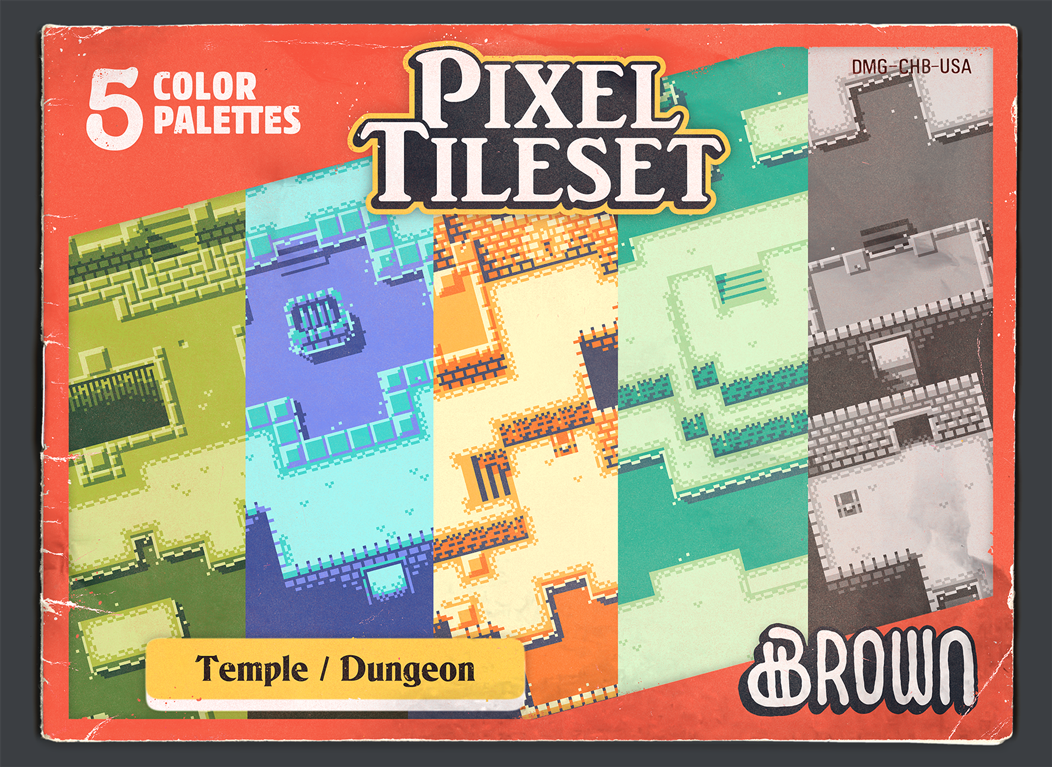 5 COLOR
PALETTES
PIXEL
TILESET
DMG-CHB-USA
Temple / Dungeon
BROWN